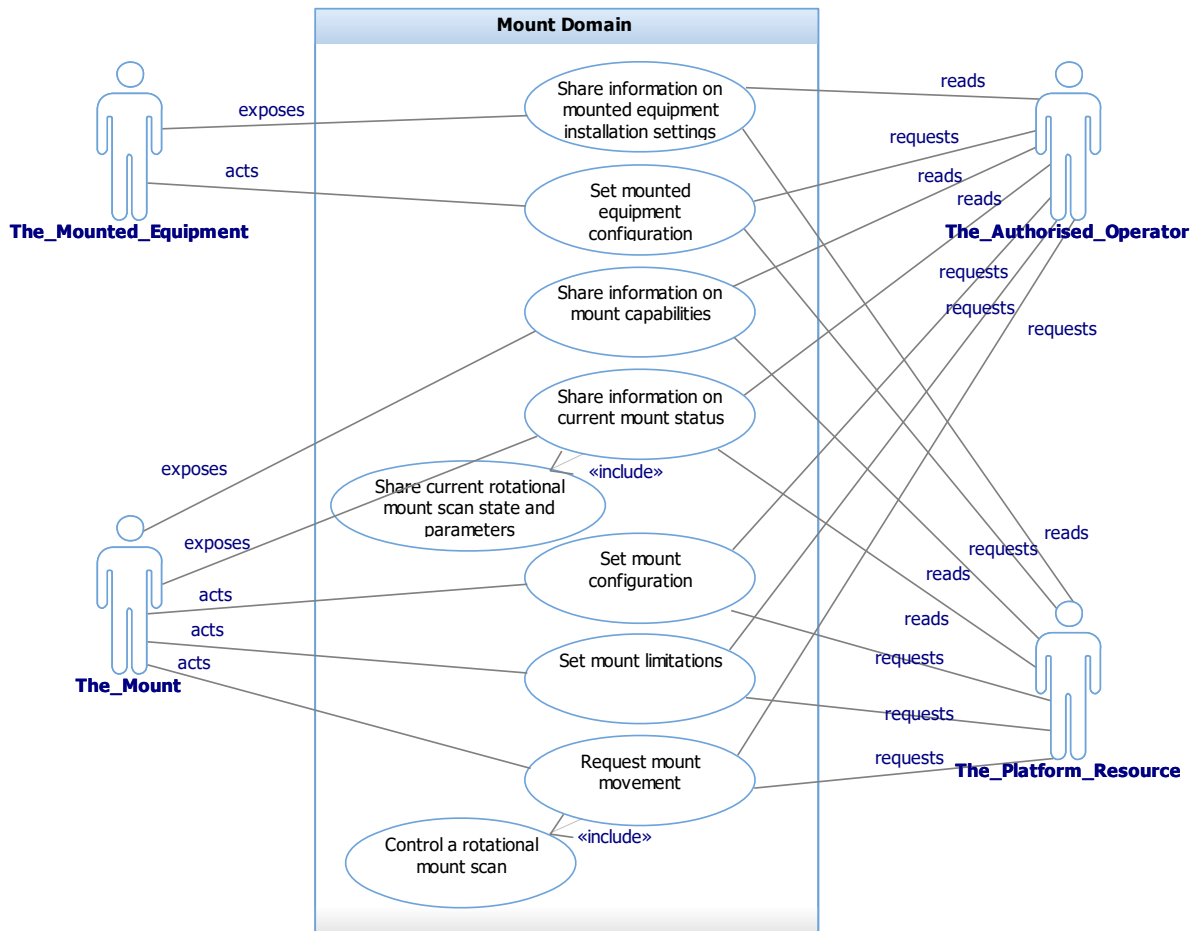 Mount Domain
Share information on
mounted equipment
installation settings
Set mounted
equipment
configuration
Share information on
mount capabilities
Share information on
current mount status
«include»
Share current rotational
mount scan state and
parameters
Set mount
configuration
Set mount limitations
Request mount
movement
«include»
Control a rotational
mount scan
exposes
acts
The_Mounted_Equipment
exposes
exposes
acts
acts
acts
The_Mount
reads
requests
reads
reads
The_Authorised_Operator
requests
requests
requests
reads
requests
reads
reads
requests
requests
requests
The_Platform_Resource